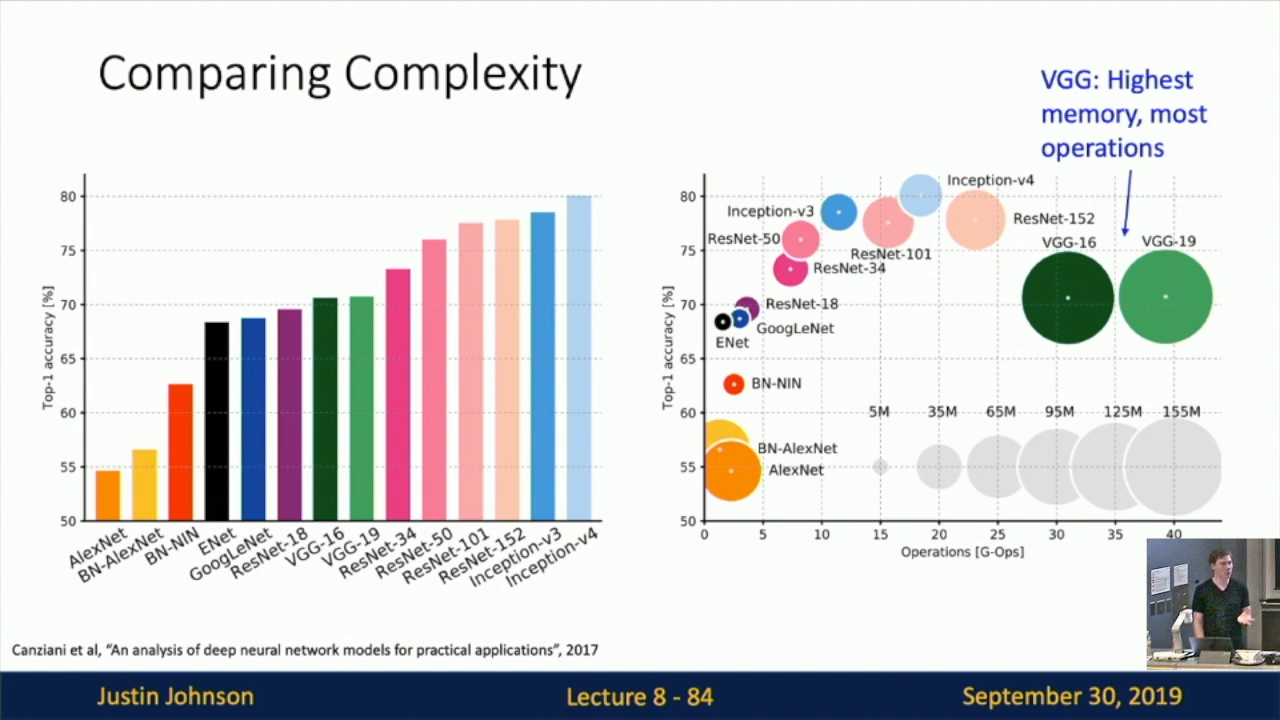 Comparing Complexity
VGG: Highest
memory, most
operations
Top-1 accuracy [%]
80
75
70
65
60
55
50
AlexNet
BN-AlexNet
BN-NIN
ENet
GoogLeNet
ResNet-18
VGG-16
VGG-19
ResNet-34
ResNet-50
ResNet-101
ResNet-152
Inception-v3
Inception-v4
Top-1 accuracy [%]
80
75
70
65
60
55
50
Inception-v4
Inception-v3
ResNet-152
ResNet-50
VGG-16
VGG-19
ResNet-101
ResNet-34
ResNet-18
GoogLeNet
ENet
BN-NIN
5M 35M 65M 95M 125M 155M
BN-AlexNet
AlexNet
0 5 10 15 20 25 30 35 40
Operations [G-Ops]
Canziani et al, “An analysis of deep neural network models for practical applications”, 2017
Justin Johnson Lecture 8 - 84 September 30, 2019